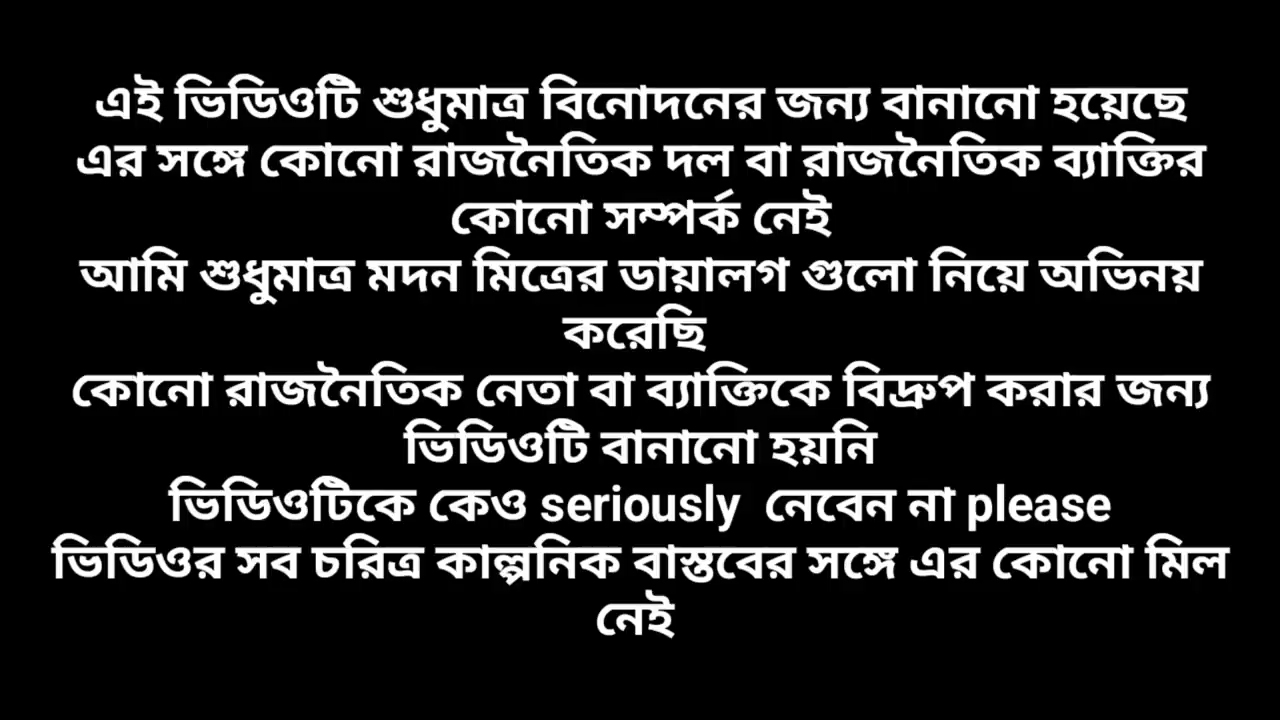 এই ভিডিওটি শুধুমাত্র বিনোদনের জন্য বানানো হয়েছে
এর সঙ্গে কোনো রাজনৈতিক দল বা রাজনৈতিক ব্যাক্তির
কোনো সম্পর্ক নেই
আমি শুধুমাত্র মদন মিত্রের ডায়ালগ গুলো নিয়ে অভিনয়
করেছি
কোনো রাজনৈতিক নেতা বা ব্যাক্তিকে বিদ্রুপ করার জন্য
ভিডিওটি বানানো হয়নি
ভিডিওটিকে কেও seriously নেবেন না please
ভিডিওর সব চরিত্র কাল্পনিক বাস্তবের সঙ্গে এর কোনো মিল
নেই